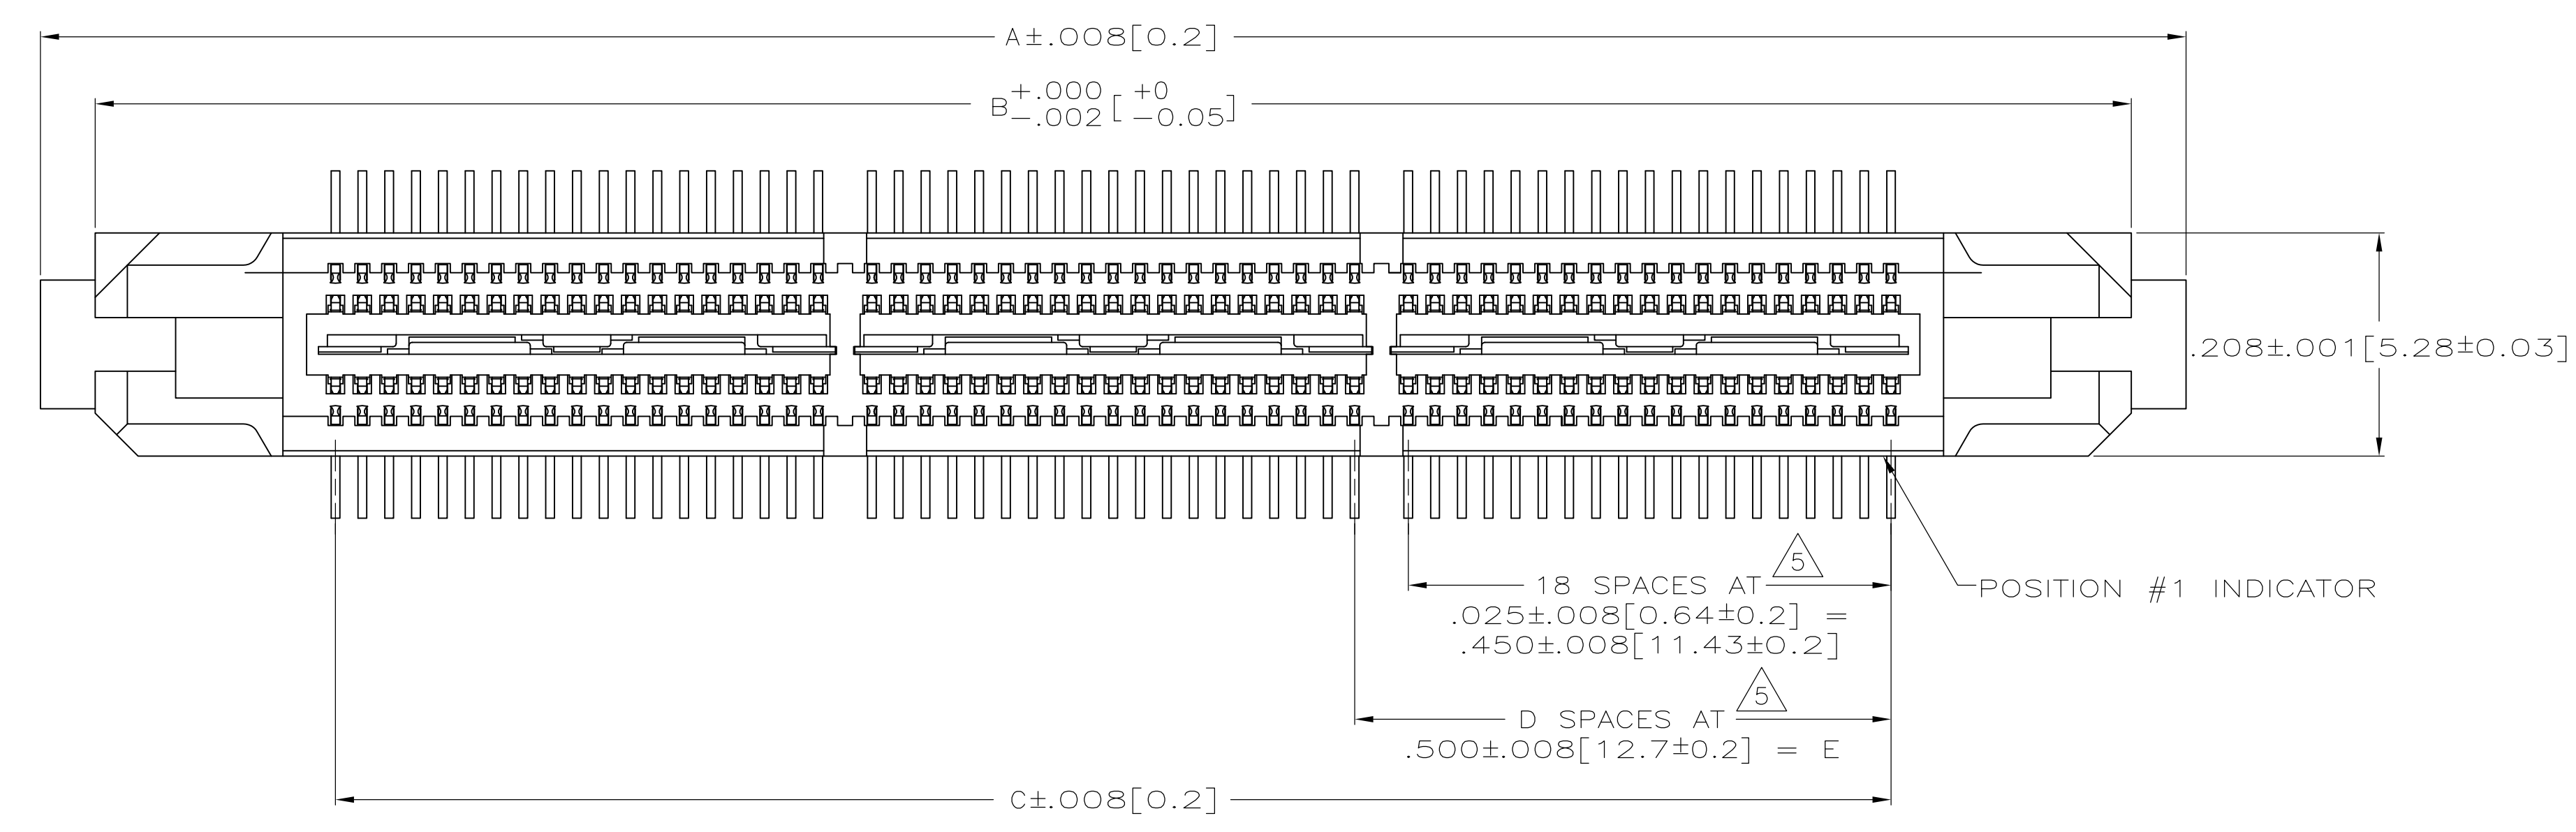 A±.008[0.2]
B+.000 -.002 [+0 -0.05]
.208±.001[5.28±0.03]
5
18 SPACES AT
.025±.008[0.64±0.2] =
.450±.008[11.43±0.2]
POSITION #1 INDICATOR
5
D SPACES AT
.500±.008[12.7±0.2] = E
C±.008[0.2]